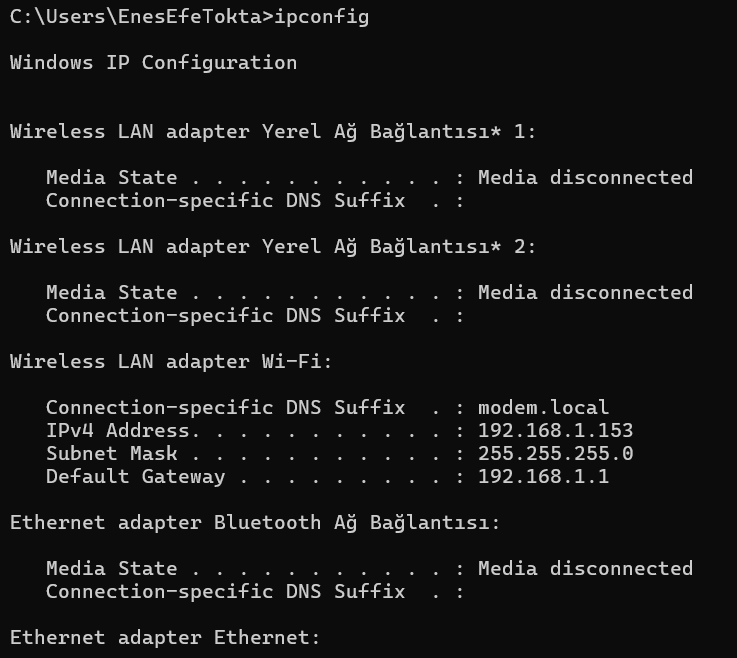 C:\Users\EnesEfeTokta>ipconfig
Windows IP Configuration
Wireless LAN adapter Yerel Ağ Bağlantısı* 1:
Media State . . . . . . . . . . . : Media disconnected
Connection-specific DNS Suffix  . :
Wireless LAN adapter Yerel Ağ Bağlantısı* 2:
Media State . . . . . . . . . . . : Media disconnected
Connection-specific DNS Suffix  . :
Wireless LAN adapter Wi-Fi:
Connection-specific DNS Suffix  . : modem.local
IPv4 Address. . . . . . . . . . . : 192.168.1.153
Subnet Mask . . . . . . . . . . . : 255.255.255.0
Default Gateway . . . . . . . . . : 192.168.1.1
Ethernet adapter Bluetooth Ağ Bağlantısı:
Media State . . . . . . . . . . . : Media disconnected
Connection-specific DNS Suffix  . :
Ethernet adapter Ethernet: